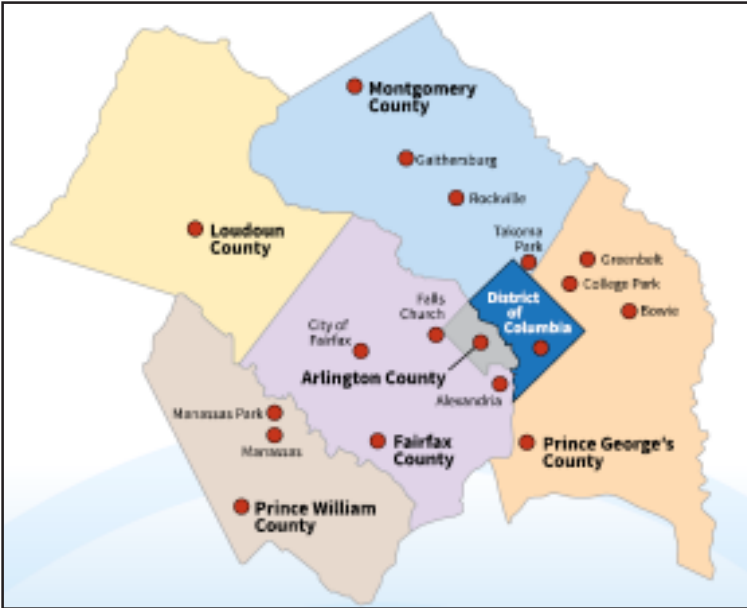 Montgomery
County
Gaithersburg
Rockville
Loudoun
County
Takoma
Park
Greenbelt
College Park
Bowie
District
of
Columbia
Falls
Church
City of
Fairfax
Arlington County
Alexandria
Manassas Park
Manassas
Fairfax
County
Prince George's
County
Prince William
County